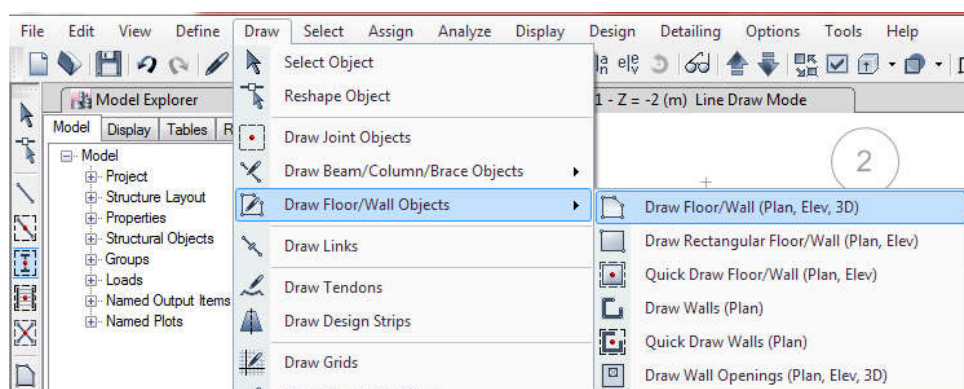 File Edit View Define Draw Select Assign Analyze Display Design Detailing Options Tools Help
Model Explorer
1 - Z = -2 (m) Line Draw Mode
Model Display Tables
Model
Project
Structure Layout
Properties
Structural Objects
Groups
Loads
Named Output Items
Named Plots
Select Object
Reshape Object
Draw Joint Objects
Draw Beam/Column/Brace Objects
Draw Floor/Wall Objects
Draw Links
Draw Tendons
Draw Design Strips
Draw Grids
2
Draw Floor/Wall (Plan, Elev, 3D)
Draw Rectangular Floor/Wall (Plan, Elev)
Quick Draw Floor/Wall (Plan, Elev)
Draw Walls (Plan)
Quick Draw Walls (Plan)
Draw Wall Openings (Plan, Elev, 3D)